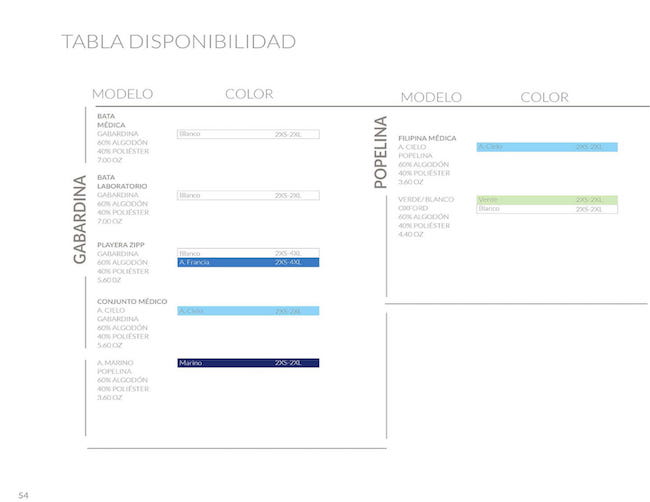 TABLA DISPONIBILIDAD
MODELO COLOR
GABARDINA
BATA
MÉDICA
GABARDINA
60% ALGODÓN
40% POLIÉSTER
7.00 OZ
Blanco 2XS-2XL
BATA
LABORATORIO
GABARDINA
60% ALGODÓN
40% POLIÉSTER
7.00 OZ
Blanco 2XS-2XL
PLAYERA ZIPP
GABARDINA
60% ALGODÓN
40% POLIÉSTER
5.60 OZ
Blanco 2XS-4XL
A. Francia 2XS-4XL
CONJUNTO MÉDICO
A. CIELO
GABARDINA
60% ALGODÓN
40% POLIÉSTER
5.60 OZ
A. Cielo 2XS-2XL
A. MARINO
POPELINA
60% ALGODÓN
40% POLIÉSTER
3.60 OZ
Marino 2XS-2XL
MODELO COLOR
POPELINA
FILIPINA MÉDICA
A. CIELO
POPELINA
60% ALGODÓN
40% POLIÉSTER
3.60 OZ
A. Cielo 2XS-2XL
VERDE/ BLANCO
OXFORD
60% ALGODÓN
40% POLIÉSTER
4.40 OZ
Verde 2XS-2XL
Blanco 2XS-2XL
54